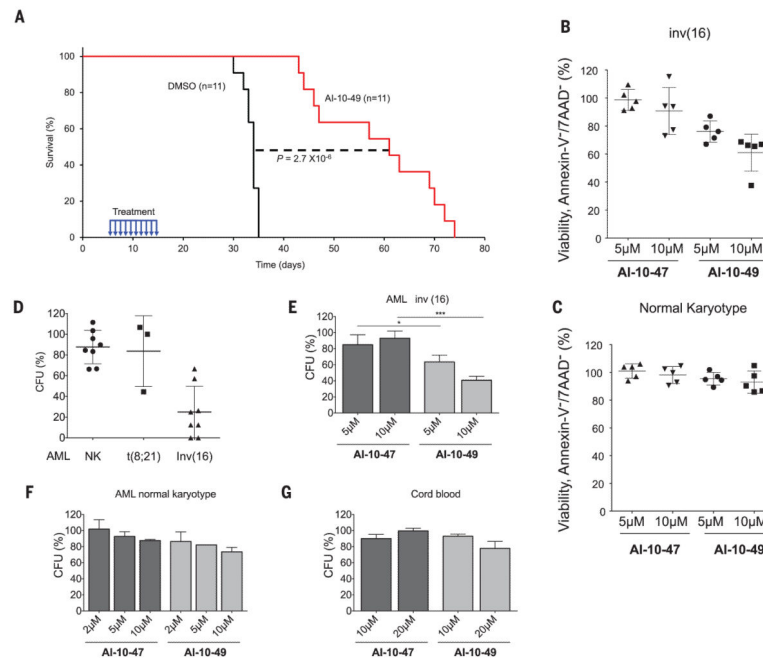 A
Survival (%)
100
80
60
40
20
0
DMSO (n=11)
AI-10-49 (n=11)
P = 2.7 X10-6
Treatment
0 10 20 30 40 50 60 70 80
Time (days)
B
inv(16)
Viability, Annexin-V-/7AAD- (%)
120
100
80
60
40
20
0
5µM 10µM 5µM 10µM
AI-10-47 AI-10-49
C
Normal Karyotype
Viability, Annexin-V-/7AAD- (%)
120
100
80
60
40
20
0
5µM 10µM 5µM 10µM
AI-10-47 AI-10-49
D
CFU (%)
120
100
80
60
40
20
0
AML NK t(8;21) Inv(16)
E
AML inv (16)
* ***
CFU (%)
100
80
60
40
20
0
5µM 10µM 5µM 10µM
AI-10-47 AI-10-49
F
AML normal karyotype
CFU (%)
120
100
80
60
40
20
0
2µM 5µM 10µM 2µM 5µM 10µM
AI-10-47 AI-10-49
G
Cord blood
CFU (%)
120
100
80
60
40
20
0
10µM 20µM 10µM 20µM
AI-10-47 AI-10-49